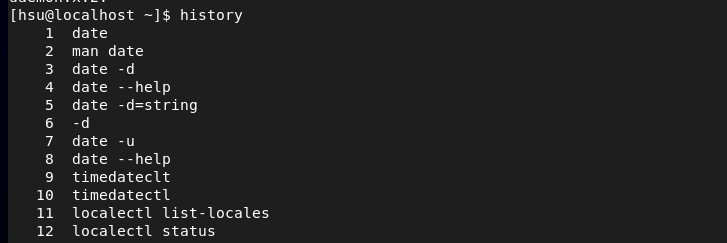 [hsu@localhost ~]$ history
1 date
2 man date
3 date -d
4 date --help
5 date -d=string
6 -d
7 date -u
8 date --help
9 timedateclt
10 timedatectl
11 localectl list-locales
12 localectl status